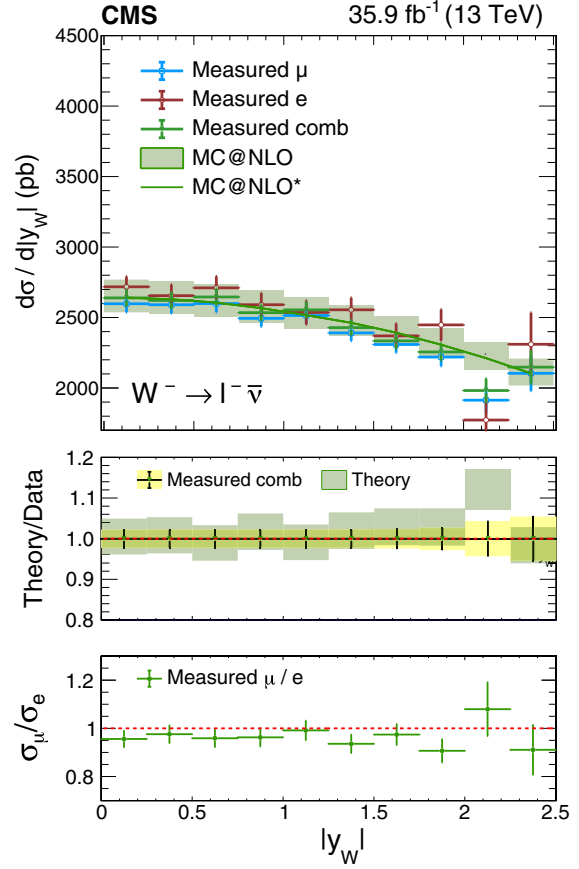 CMS 35.9 fb⁻¹ (13 TeV)
4500
4000
3500
3000
2500
2000
dσ / d|y_W| (pb)
Measured μ
Measured e
Measured comb
MC@NLO
MC@NLO*
W⁻ → l⁻ ν̄
1.2
1.1
1.0
0.9
0.8
Theory/Data
Measured comb Theory
W
1.2
1
0.8
σ_μ/σ_e
Measured μ / e
0 0.5 1 1.5 2 2.5
|y_W|